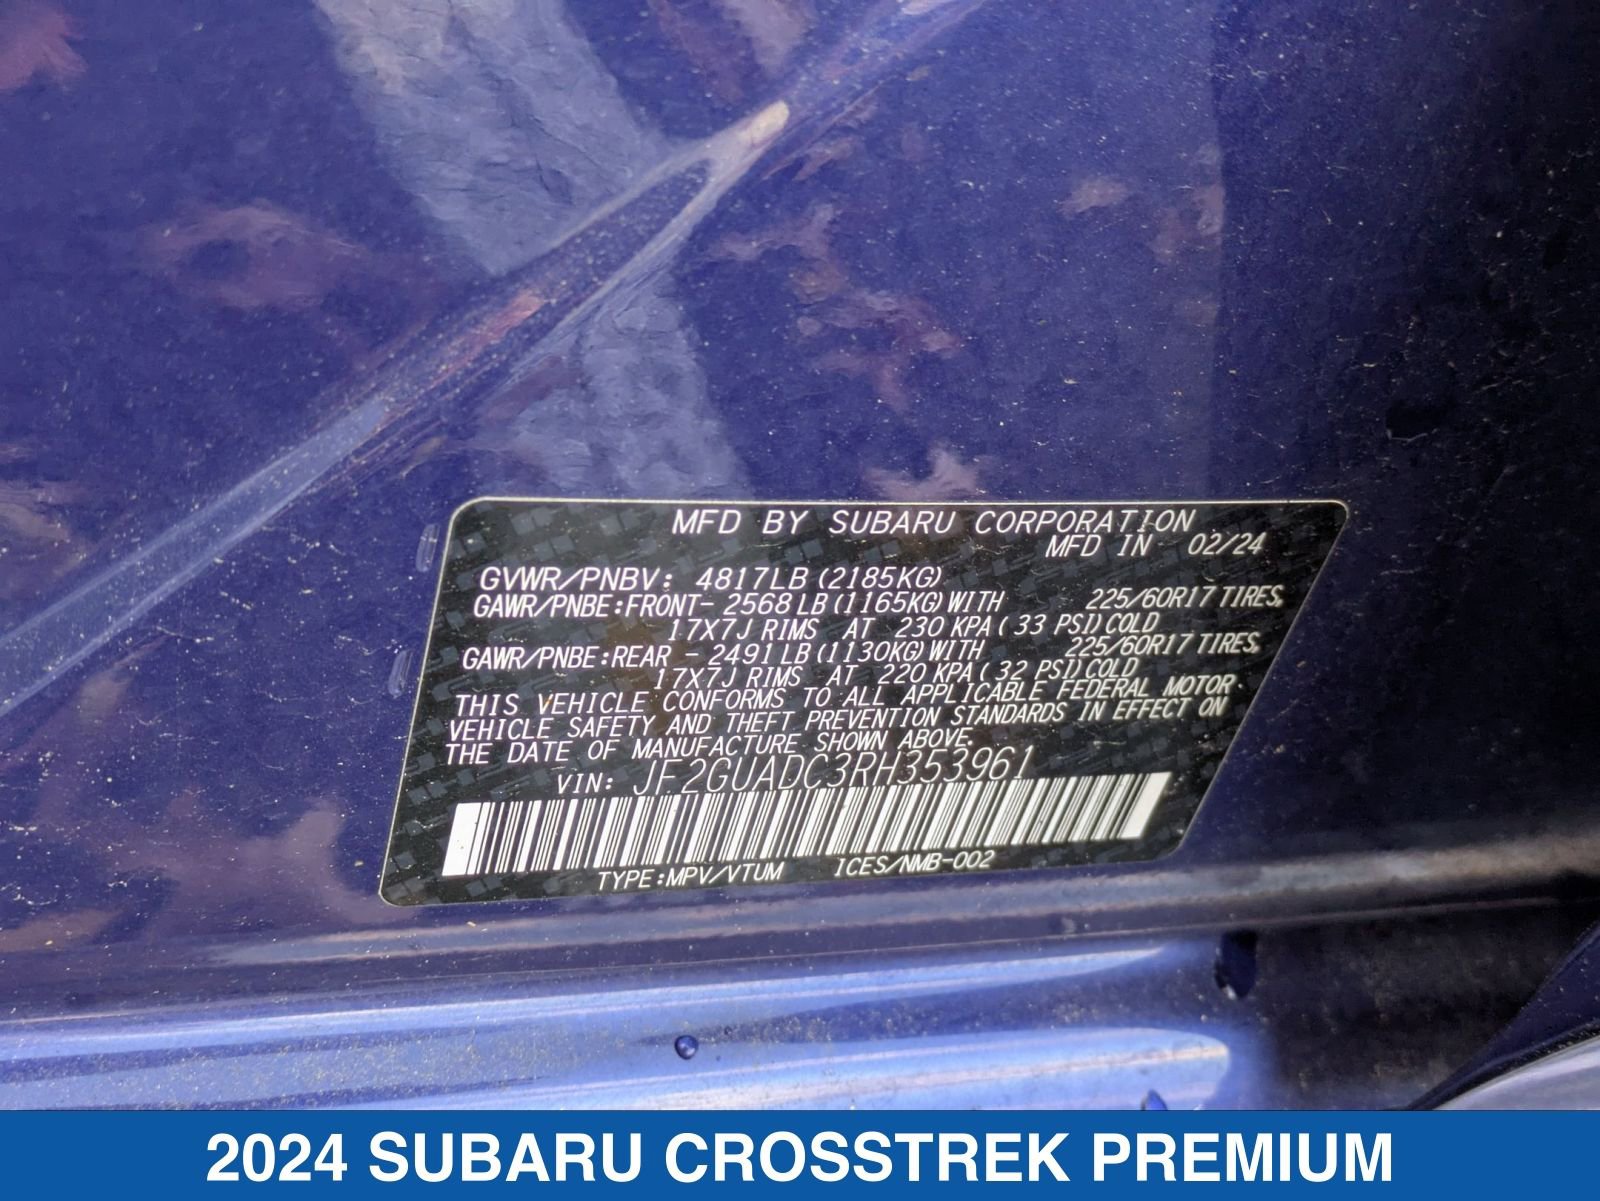 MFD BY SUBARU CORPORATION
MFD IN 02/24
GVWR/PNBV: 4817LB (2185KG)
GAWR/PNBE:FRONT- 2568 LB (1165KG) WITH 225/60R17 TIRES,
17X7J RIMS AT 230 KPA ( 33 PSI) COLD
GAWR/PNBE:REAR - 2491 LB (1130KG) WITH 225/60R17 TIRES,
17X7J RIMS AT 220 KPA (32 PSI) COLD
THIS VEHICLE CONFORMS TO ALL APPLICABLE FEDERAL MOTOR
VEHICLE SAFETY AND THEFT PREVENTION STANDARDS IN EFFECT ON
THE DATE OF MANUFACTURE SHOWN ABOVE.
VIN: JF2GUADC3RH353961
TYPE:MPV/VTUM ICES/NMB-002
2024 SUBARU CROSSTREK PREMIUM